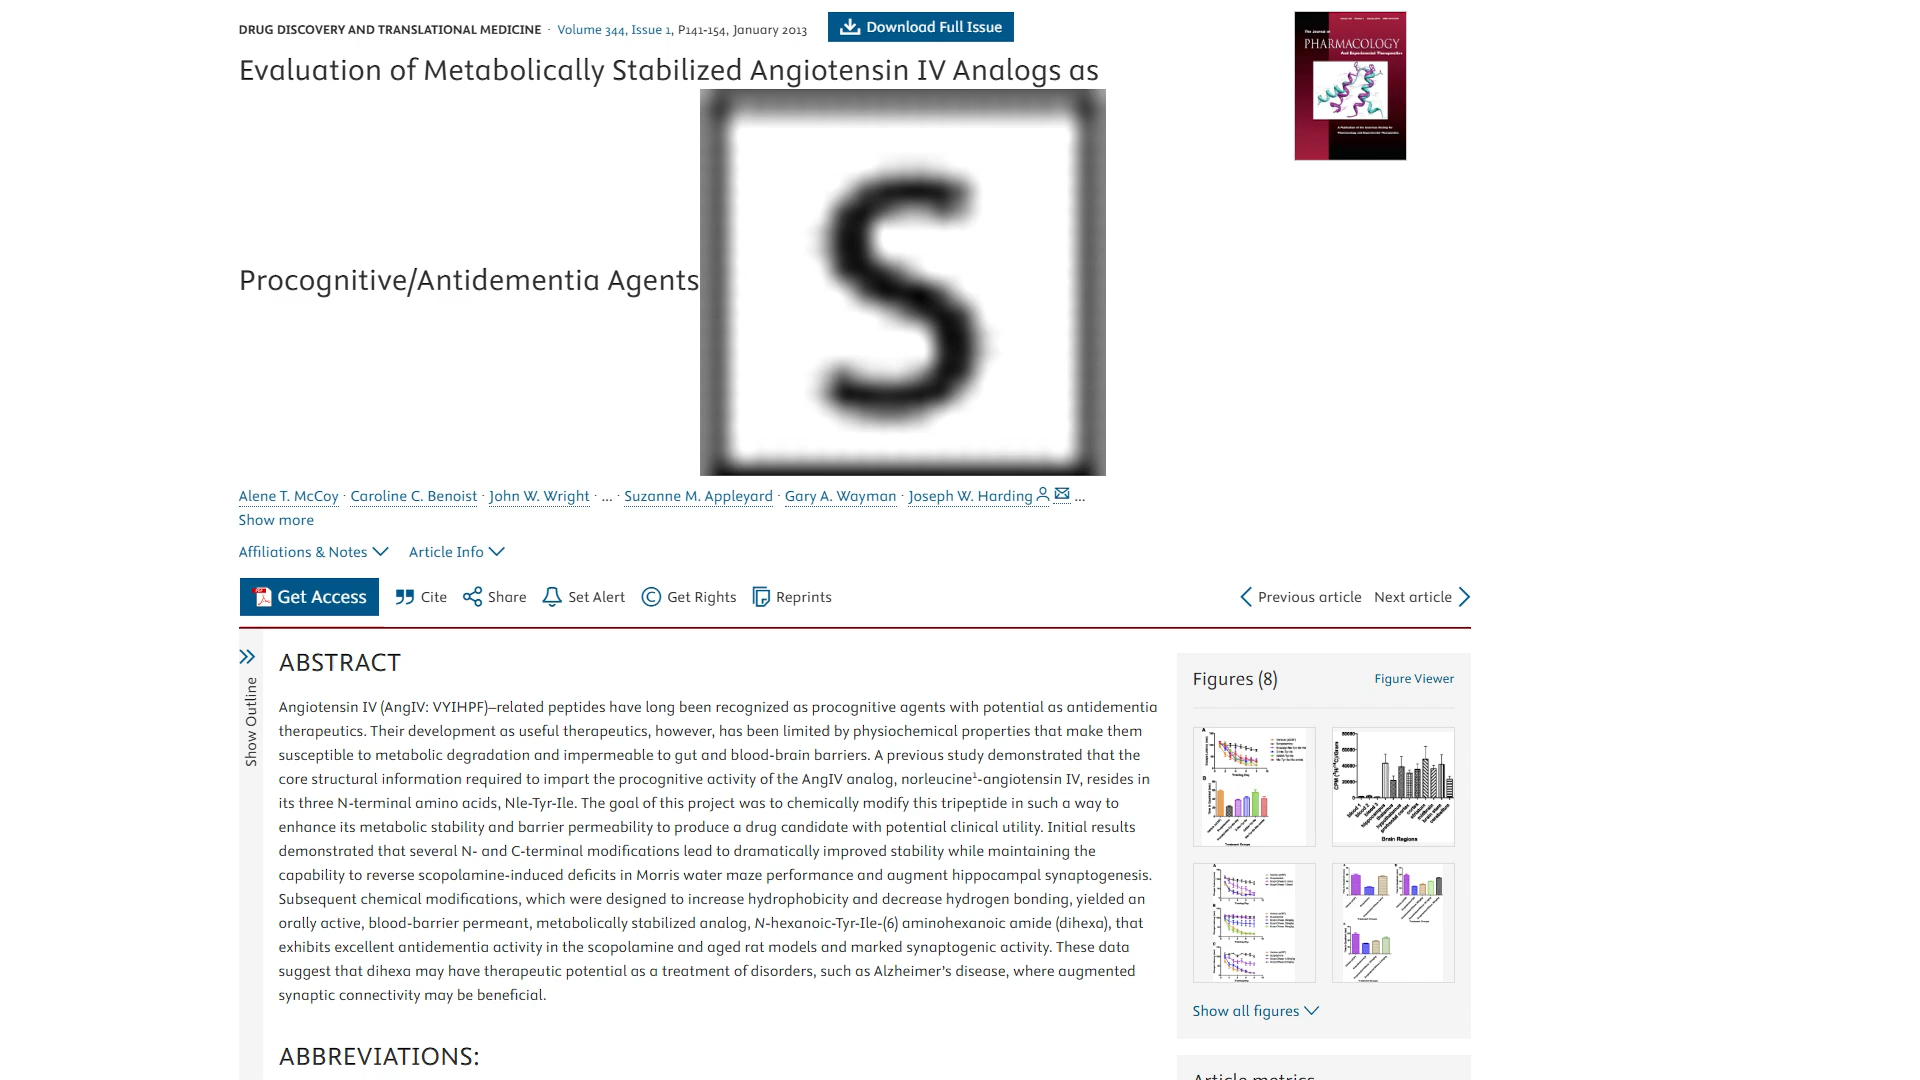 DRUG DISCOVERY AND TRANSLATIONAL MEDICINE · Volume 344, Issue 1, P141-154, January 2013
Download Full Issue
Evaluation of Metabolically Stabilized Angiotensin IV Analogs as
Procognitive/Antidementia Agents
S
The Journal of
PHARMACOLOGY
And Experimental Therapeutics
Alene T. McCoy · Caroline C. Benoist · John W. Wright · ... · Suzanne M. Appleyard · Gary A. Wayman · Joseph W. Harding ...
Show more
Affiliations & Notes
Article Info
Get Access
Cite
Share
Set Alert
Get Rights
Reprints
Previous article
Next article
Show Outline
ABSTRACT
Angiotensin IV (AngIV: VYIHPF)–related peptides have long been recognized as procognitive agents with potential as antidementia
therapeutics. Their development as useful therapeutics, however, has been limited by physiochemical properties that make them
susceptible to metabolic degradation and impermeable to gut and blood-brain barriers. A previous study demonstrated that the
core structural information required to impart the procognitive activity of the AngIV analog, norleucine¹-angiotensin IV, resides in
its three N-terminal amino acids, Nle-Tyr-Ile. The goal of this project was to chemically modify this tripeptide in such a way to
enhance its metabolic stability and barrier permeability to produce a drug candidate with potential clinical utility. Initial results
demonstrated that several N- and C-terminal modifications lead to dramatically improved stability while maintaining the
capability to reverse scopolamine-induced deficits in Morris water maze performance and augment hippocampal synaptogenesis.
Subsequent chemical modifications, which were designed to increase hydrophobicity and decrease hydrogen bonding, yielded an
orally active, blood-barrier permeant, metabolically stabilized analog, N-hexanoic-Tyr-Ile-(6) aminohexanoic amide (dihexa), that
exhibits excellent antidementia activity in the scopolamine and aged rat models and marked synaptogenic activity. These data
suggest that dihexa may have therapeutic potential as a treatment of disorders, such as Alzheimer's disease, where augmented
synaptic connectivity may be beneficial.
ABBREVIATIONS:
Figures (8)
Figure Viewer
Brain Regions
Show all figures
Article metrics